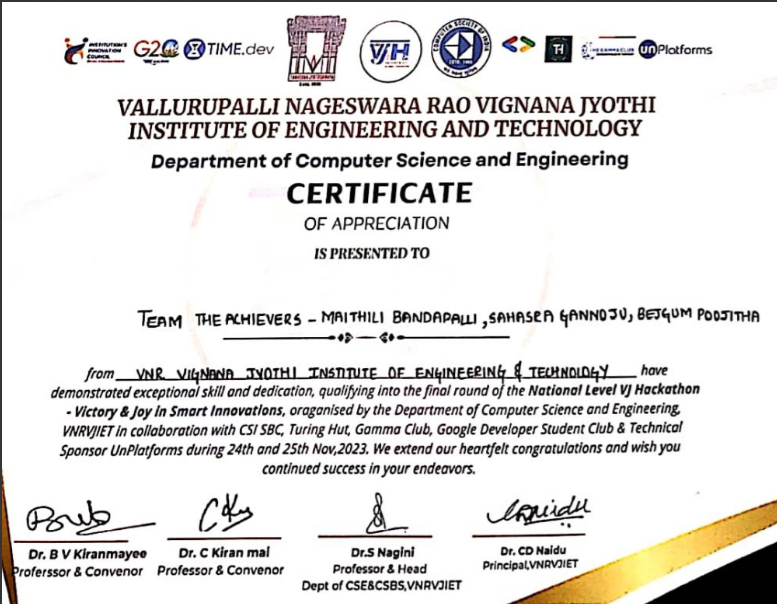 INSTITUTION'S INNOVATION COUNCIL G20 TIME.dev VJH COMPUTER SOCIETY OF INDIA TH unPlatforms
VALLURUPALLI NAGESWARA RAO VIGNANA JYOTHI
INSTITUTE OF ENGINEERING AND TECHNOLOGY
Department of Computer Science and Engineering
CERTIFICATE
OF APPRECIATION
IS PRESENTED TO
TEAM THE ACHIEVERS - MAITHILI BANDAPALLI, SAHASRA GANNOJU, BEJGUM POOJITHA
from VNR VIGNANA JYOTHI INSTITUTE OF ENGINEERING & TECHNOLOGY have
demonstrated exceptional skill and dedication, qualifying into the final round of the National Level VJ Hackathon
- Victory & Joy in Smart Innovations, oraganised by the Department of Computer Science and Engineering,
VNRVJIET in collaboration with CSI SBC, Turing Hut, Gamma Club, Google Developer Student Club & Technical
Sponsor UnPlatforms during 24th and 25th Nov,2023. We extend our heartfelt congratulations and wish you
continued success in your endeavors.
Dr. B V Kiranmayee Dr. C Kiran mai Dr.S Nagini Dr. CD Naidu
Proferssor & Convenor Professor & Convenor Professor & Head Principal,VNRVJIET
Dept of CSE&CSBS,VNRVJIET